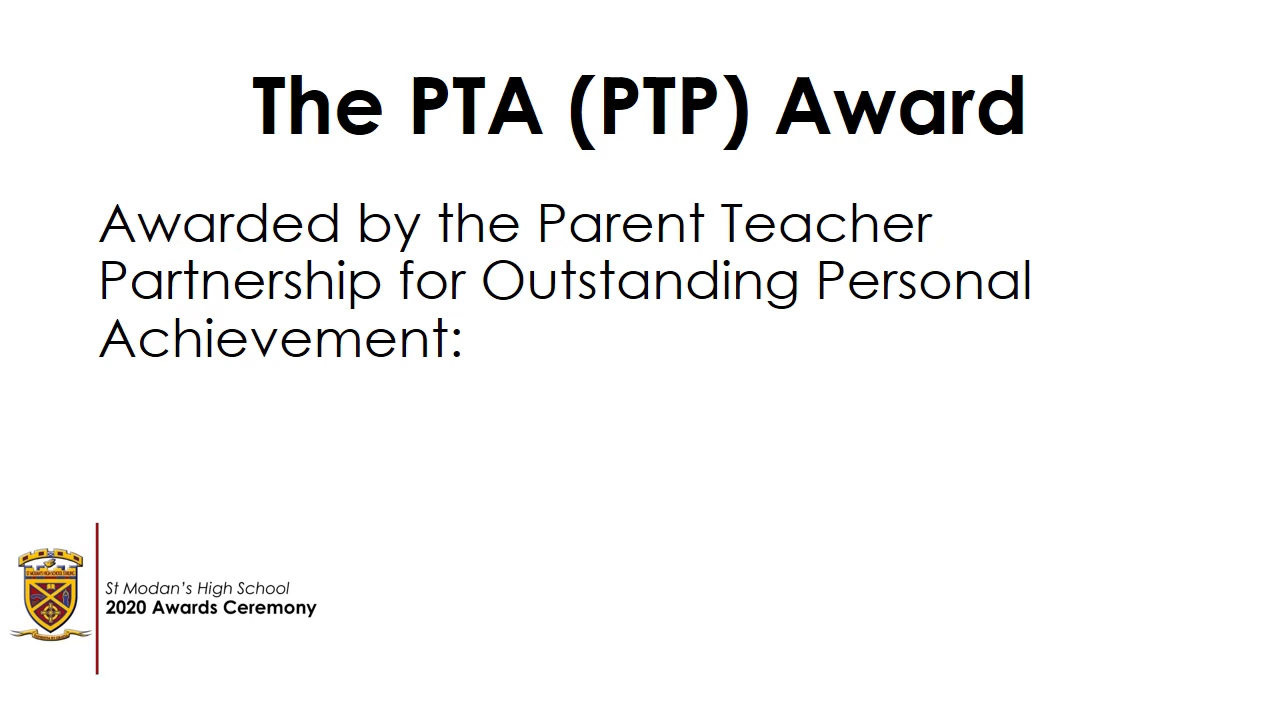 The PTA (PTP) Award
Awarded by the Parent Teacher
Partnership for Outstanding Personal
Achievement:
St Modan’s High School
2020 Awards Ceremony